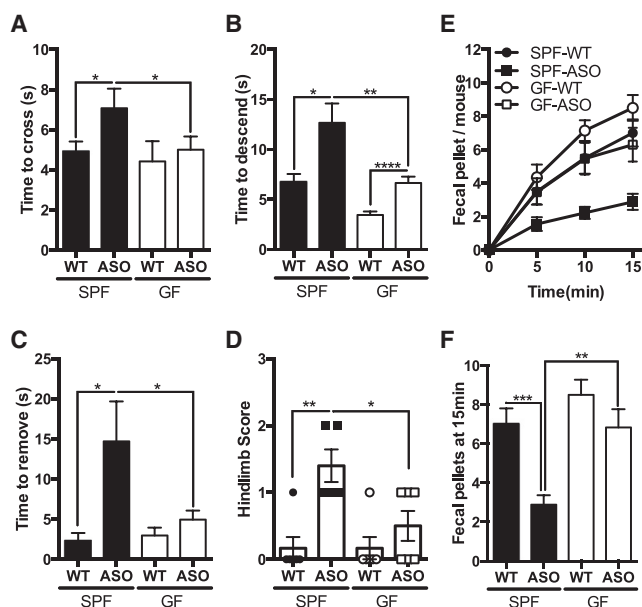 A
Time to cross (s)
10
8
6
4
2
0
*
*
WT ASO WT ASO
SPF GF
B
Time to descend (s)
20
15
10
5
0
*
**
****
WT ASO WT ASO
SPF GF
E
Fecal pellet / mouse
12
10
8
6
4
2
0
SPF-WT
SPF-ASO
GF-WT
GF-ASO
0 5 10 15
Time(min)
C
Time to remove (s)
25
20
15
10
5
0
*
*
WT ASO WT ASO
SPF GF
D
Hindlimb Score
3
2
1
0
**
*
WT ASO WT ASO
SPF GF
F
Fecal pellets at 15min
10
8
6
4
2
0
***
**
WT ASO WT ASO
SPF GF